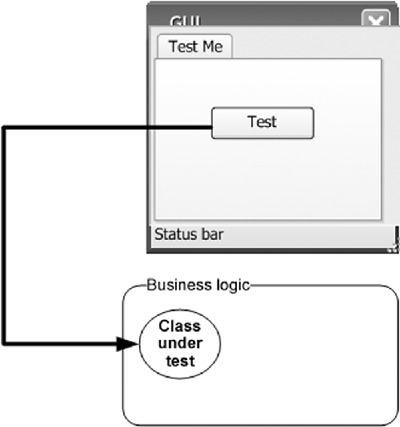 GUI
Test Me
Test
Status bar
Business logic
Class
under
test